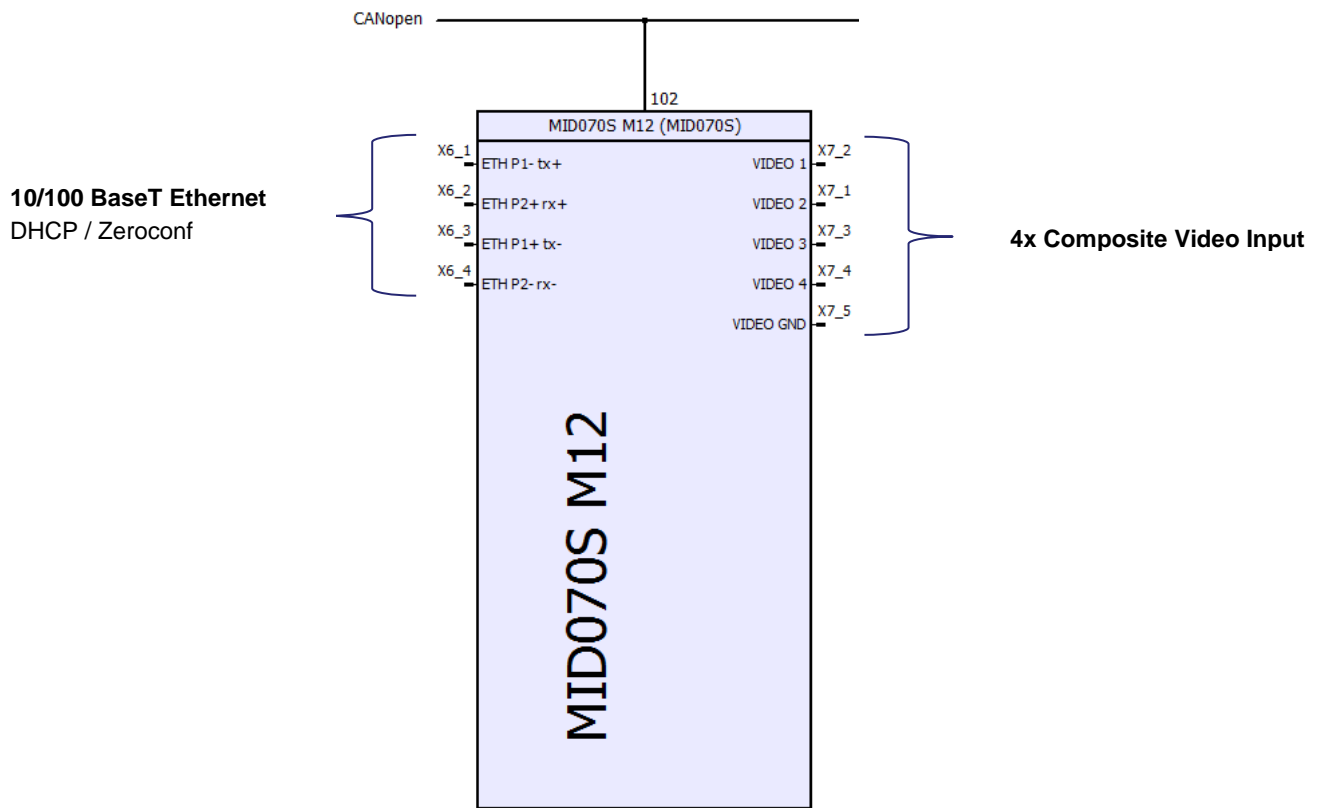 CANopen
102
MID070S M12 (MID070S)
10/100 BaseT Ethernet
DHCP / Zeroconf
X6_1
ETH P1- tx+
X6_2
ETH P2+ rx+
X6_3
ETH P1+ tx-
X6_4
ETH P2- rx-
VIDEO 1
X7_2
VIDEO 2
X7_1
VIDEO 3
X7_3
VIDEO 4
X7_4
VIDEO GND
X7_5
4x Composite Video Input
MID070S M12